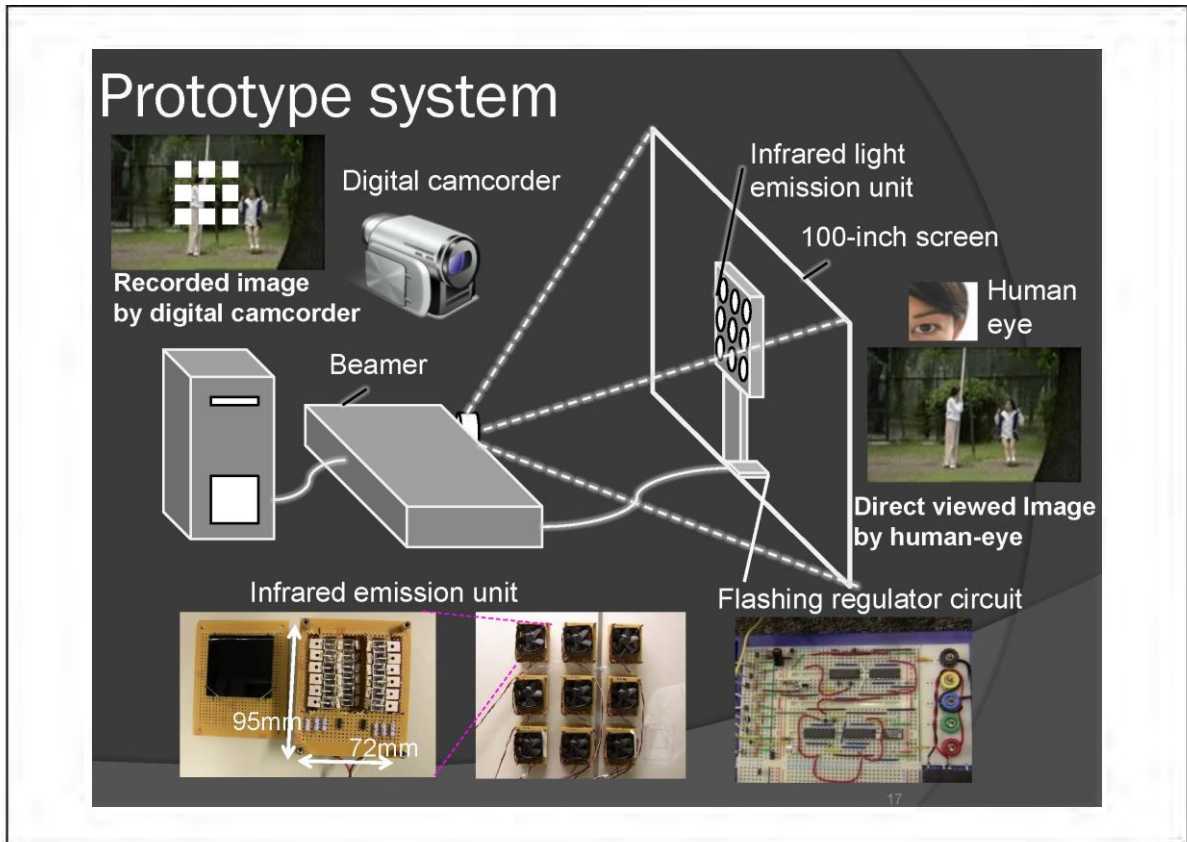 Prototype system
Digital camcorder
Infrared light
emission unit
100-inch screen
Recorded image
by digital camcorder
Human
eye
Beamer
Direct viewed Image
by human-eye
Infrared emission unit
Flashing regulator circuit
95mm
72mm
17